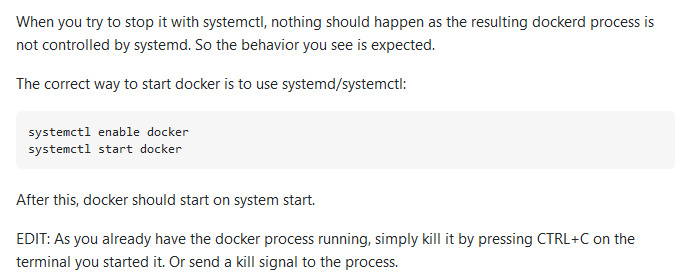 When you try to stop it with systemctl, nothing should happen as the resulting dockerd process is
not controlled by systemd. So the behavior you see is expected.
The correct way to start docker is to use systemd/systemctl:
systemctl enable docker
systemctl start docker
After this, docker should start on system start.
EDIT: As you already have the docker process running, simply kill it by pressing CTRL+C on the
terminal you started it. Or send a kill signal to the process.